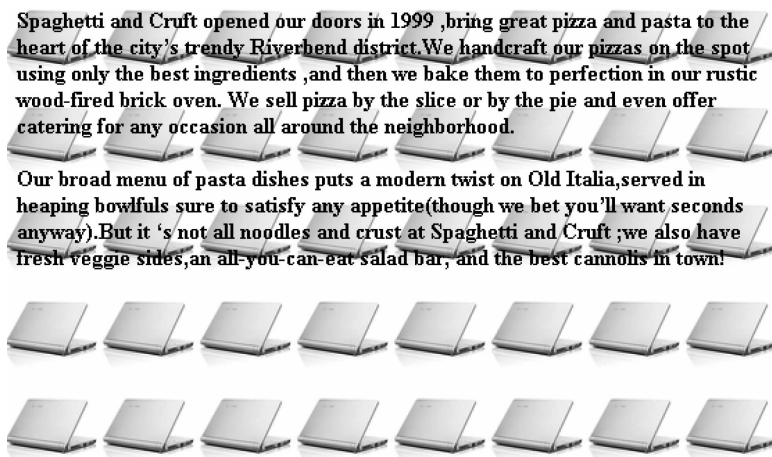 Spaghetti and Cruft opened our doors in 1999 ,bring great pizza and pasta to the
heart of the city’s trendy Riverbend district.We handcraft our pizzas on the spot
using only the best ingredients ,and then we bake them to perfection in our rustic
wood-fired brick oven. We sell pizza by the slice or by the pie and even offer
catering for any occasion all around the neighborhood.
Our broad menu of pasta dishes puts a modern twist on Old Italia,served in
heaping bowlfuls sure to satisfy any appetite(though we bet you’ll want seconds
anyway).But it ‘s not all noodles and crust at Spaghetti and Cruft ;we also have
fresh veggie sides,an all-you-can-eat salad bar, and the best cannolis in town!